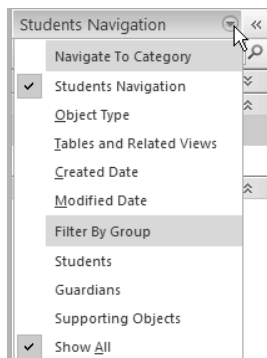 Students Navigation
Navigate To Category
Students Navigation
Object Type
Tables and Related Views
Created Date
Modified Date
Filter By Group
Students
Guardians
Supporting Objects
Show All